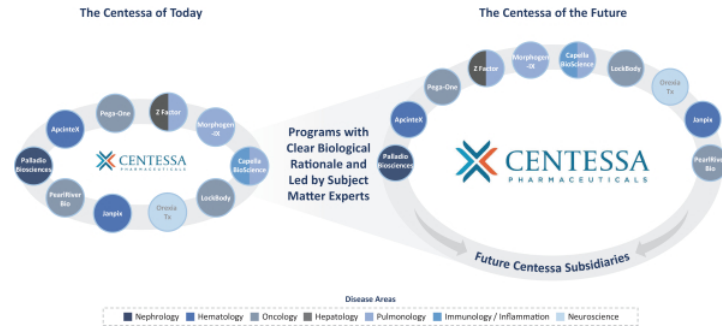 The Centessa of Today
The Centessa of the Future
Pega-One
Z Factor
Morphogen
-IX
Capella
BioScience
LockBody
Orexia
Tx
Janpix
PearlRiver
Bio
Palladio
Biosciences
ApcinteX
CENTESSA
PHARMACEUTICALS
Programs with
Clear Biological
Rationale and
Led by Subject
Matter Experts
Palladio
Biosciences
ApcinteX
Pega-One
Z Factor
Morphogen
-IX
Capella
BioScience
LockBody
Orexia
Tx
Janpix
PearlRiver
Bio
CENTESSA
PHARMACEUTICALS
Future Centessa Subsidiaries
Disease Areas
Nephrology
Hematology
Oncology
Hepatology
Pulmonology
Immunology / Inflammation
Neuroscience